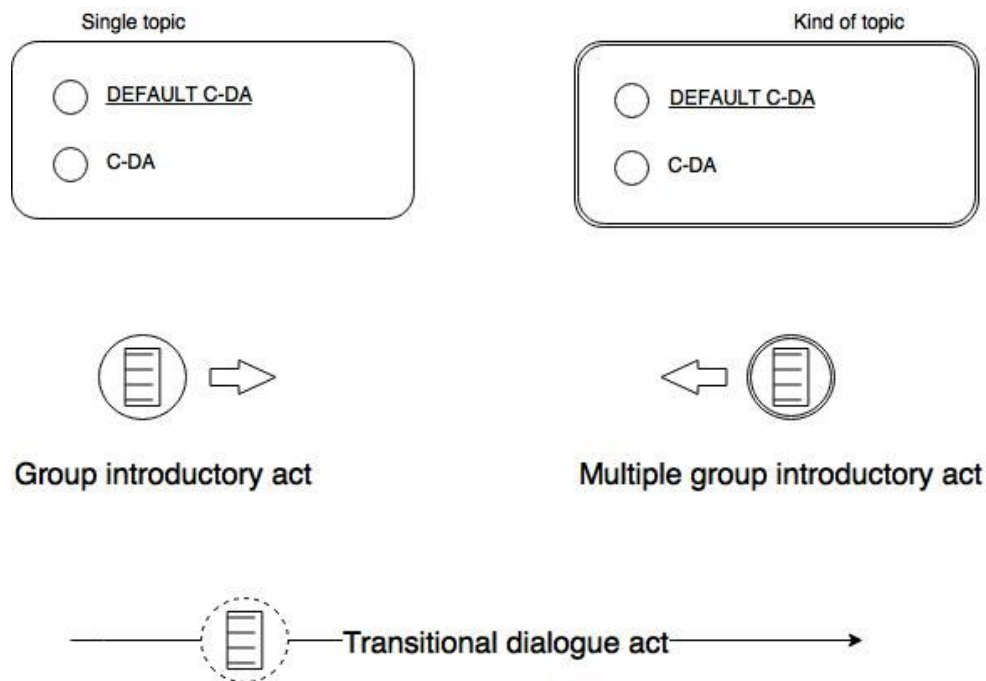 Single topic
Kind of topic
DEFAULT C-DA
DEFAULT C-DA
C-DA
C-DA
Group introductory act
Multiple group introductory act
Transitional dialogue act